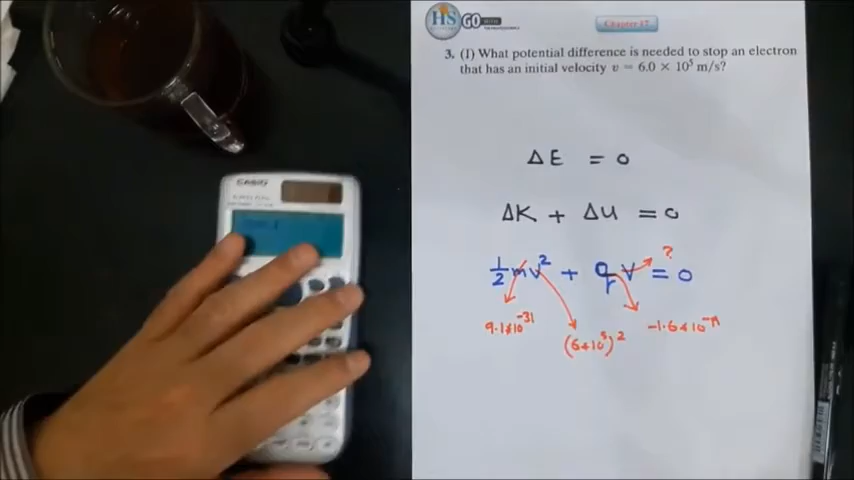 CASIO
HS GO
Chapter 17
3. (I) What potential difference is needed to stop an electron
that has an initial velocity v = 6.0 × 10⁵ m/s?
ΔE = 0
ΔK + ΔU = 0
½mv² + qV = 0
?
9.1*10⁻³¹
(6*10⁵)²
-1.6*10⁻¹⁹